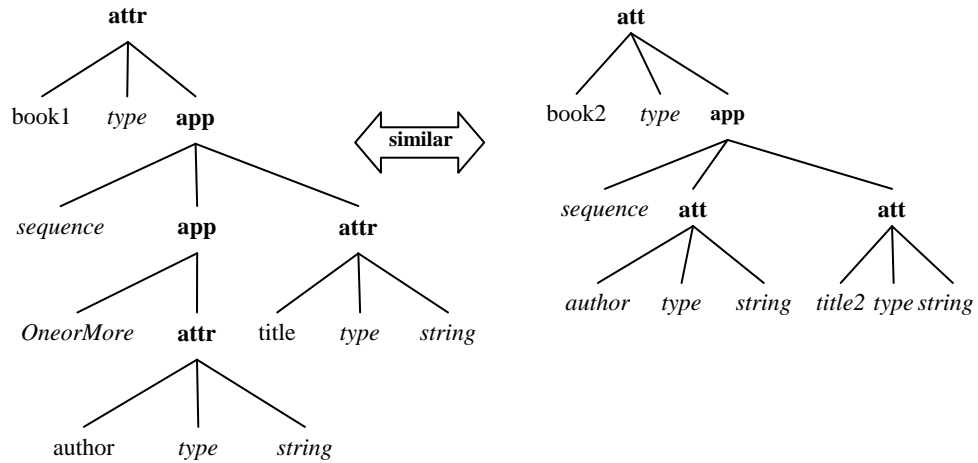 attr
att
book1 type app
book2 type app
similar
sequence app attr
sequence att att
author type string title2 type string
OneorMore attr title type string
author type string